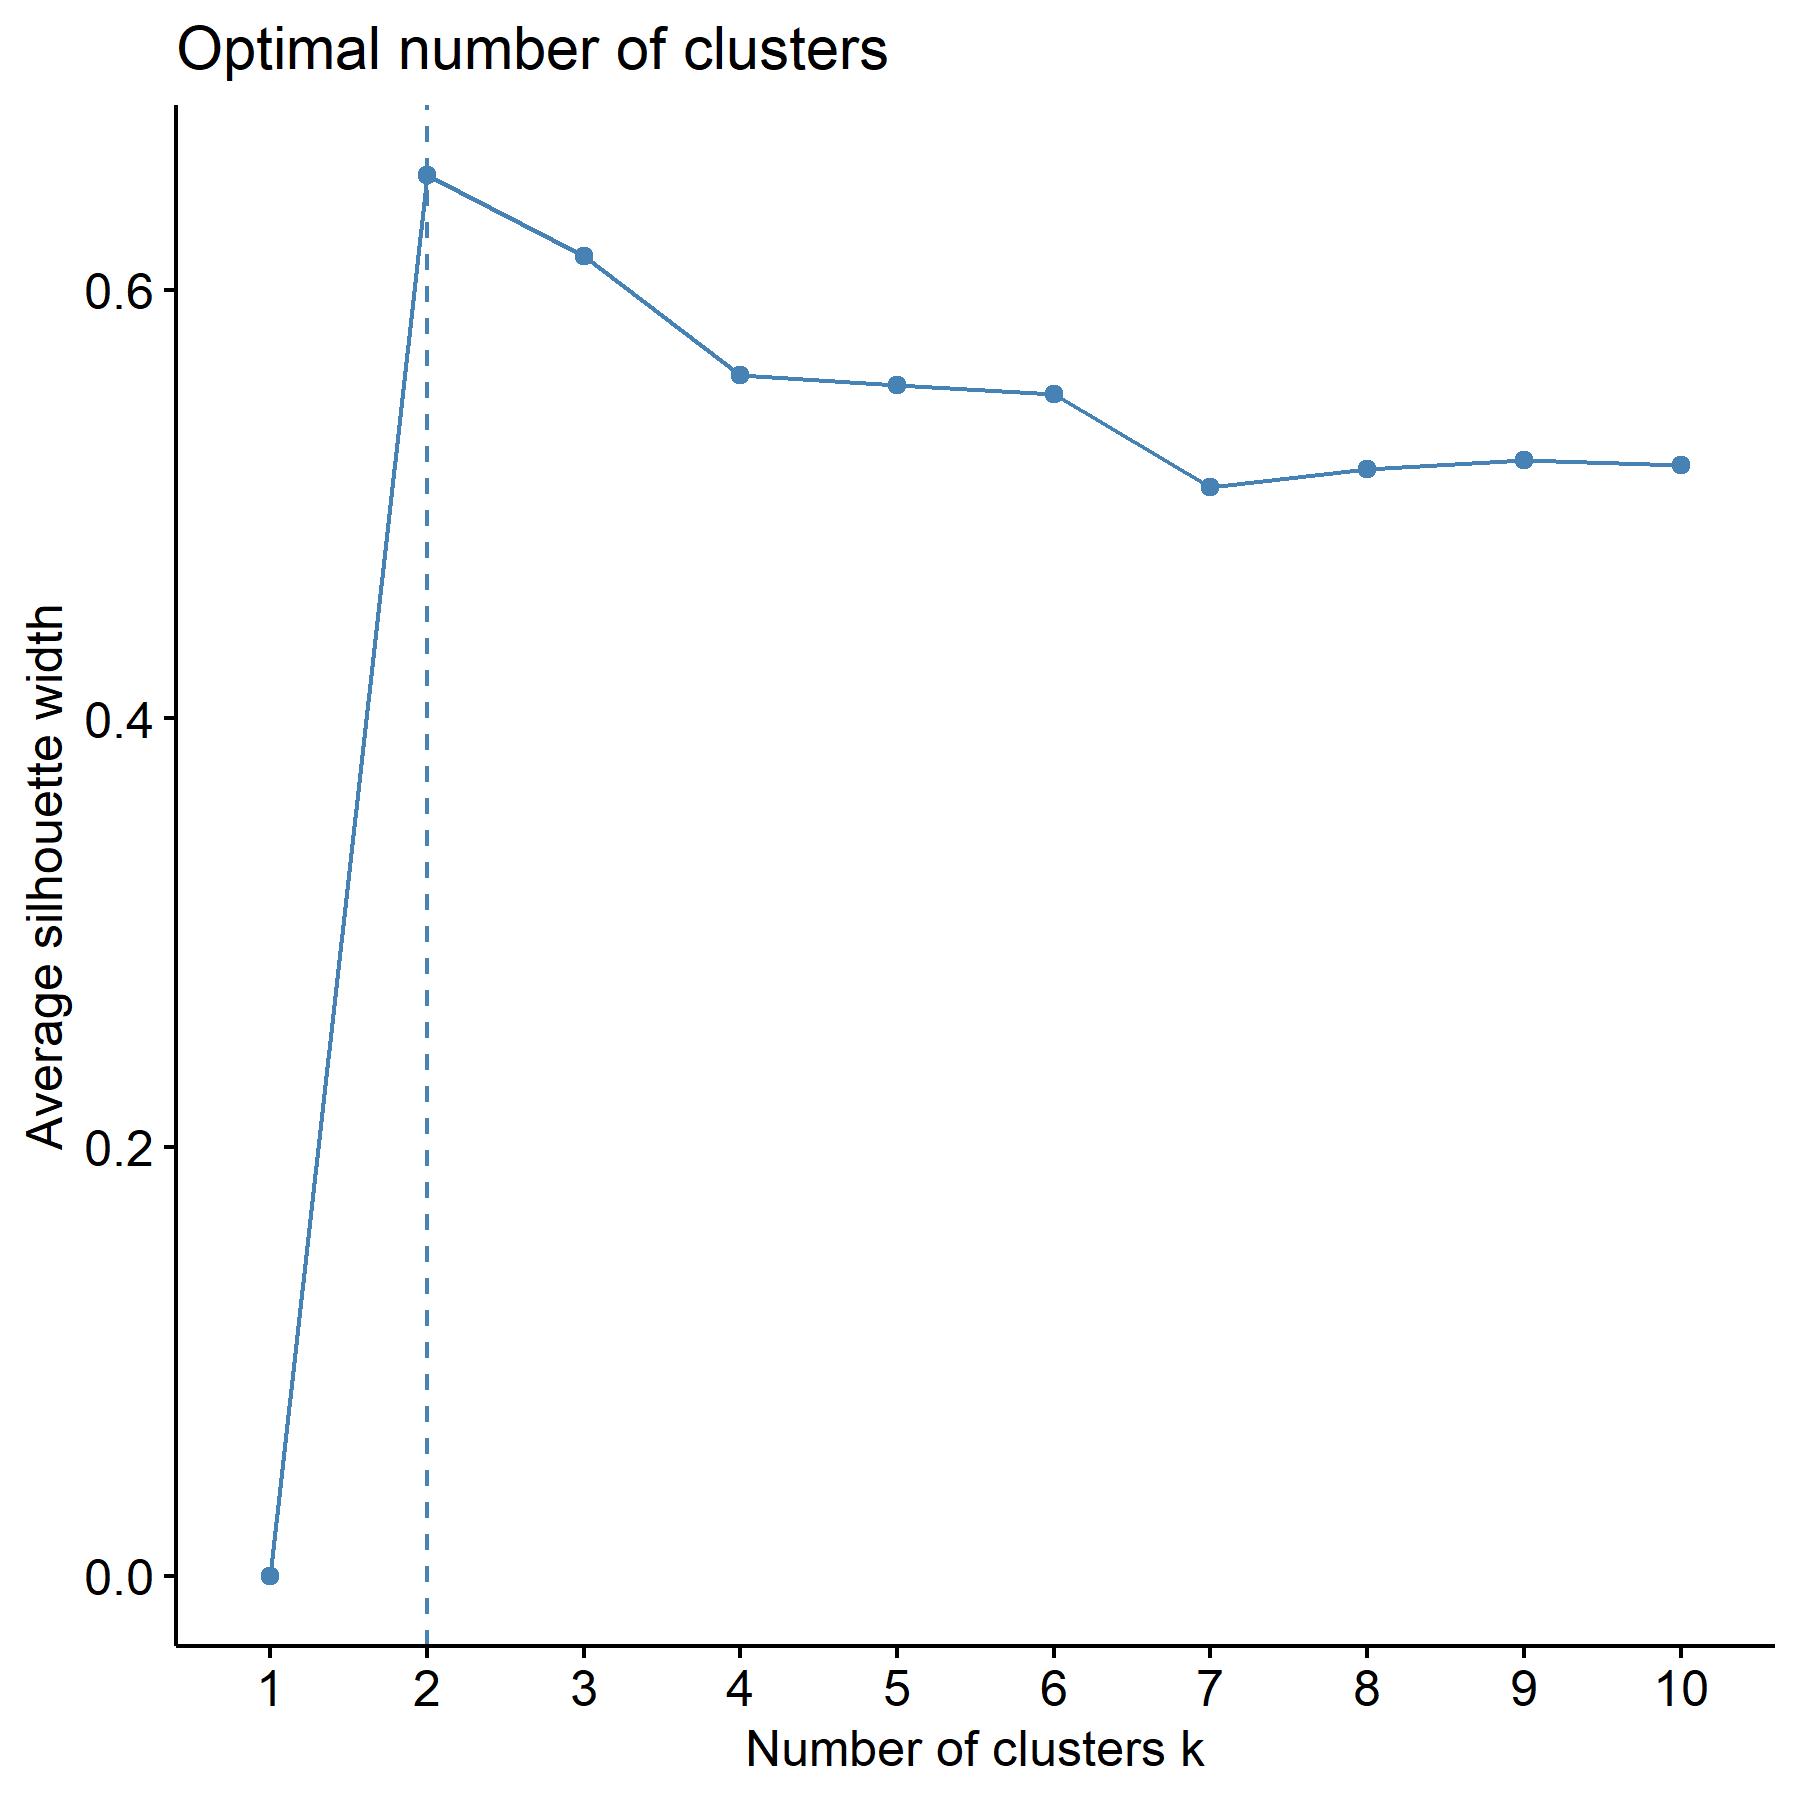 Optimal number of clusters
Average silhouette width
0.6
0.4
0.2
0.0
1 2 3 4 5 6 7 8 9 10
Number of clusters k